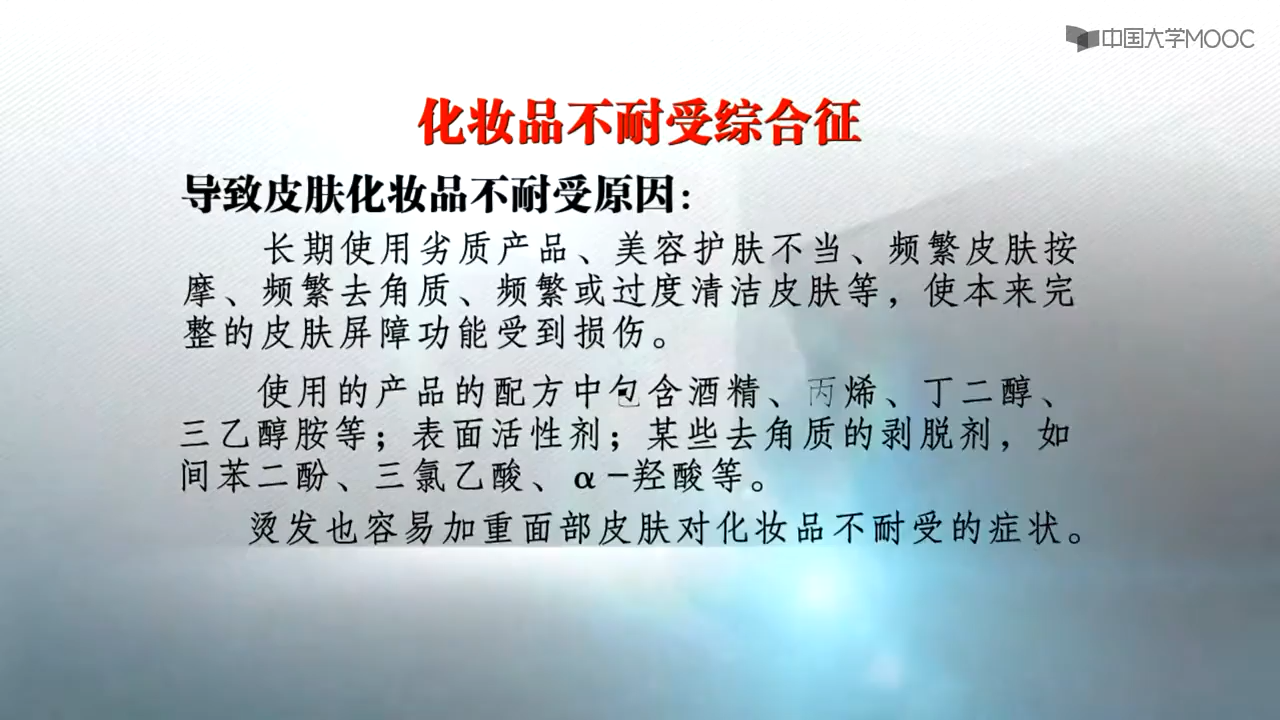 中国大学MOOC
化妆品不耐受综合征
导致皮肤化妆品不耐受原因：
长期使用劣质产品、美容护肤不当、频繁皮肤按
摩、频繁去角质、频繁或过度清洁皮肤等，使本来完
整的皮肤屏障功能受到损伤。
使用的产品的配方中包含酒精、丙烯、丁二醇、
三乙醇胺等；表面活性剂；某些去角质的剥脱剂，如
间苯二酚、三氯乙酸、α-羟酸等。
烫发也容易加重面部皮肤对化妆品不耐受的症状。